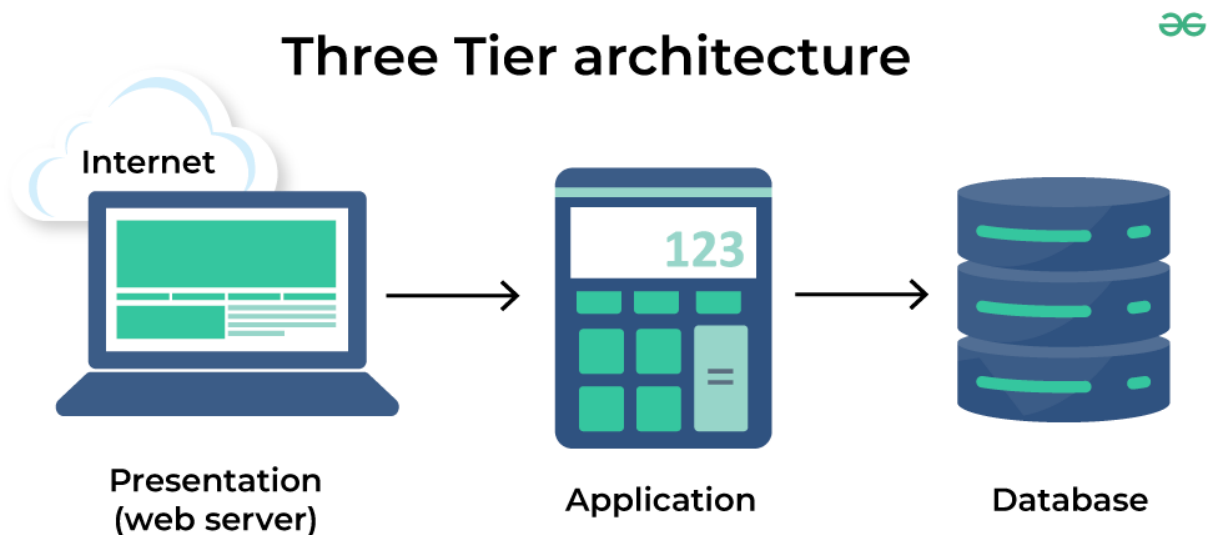 Three Tier architecture
Internet
123
=
Presentation
(web server)
Application
Database